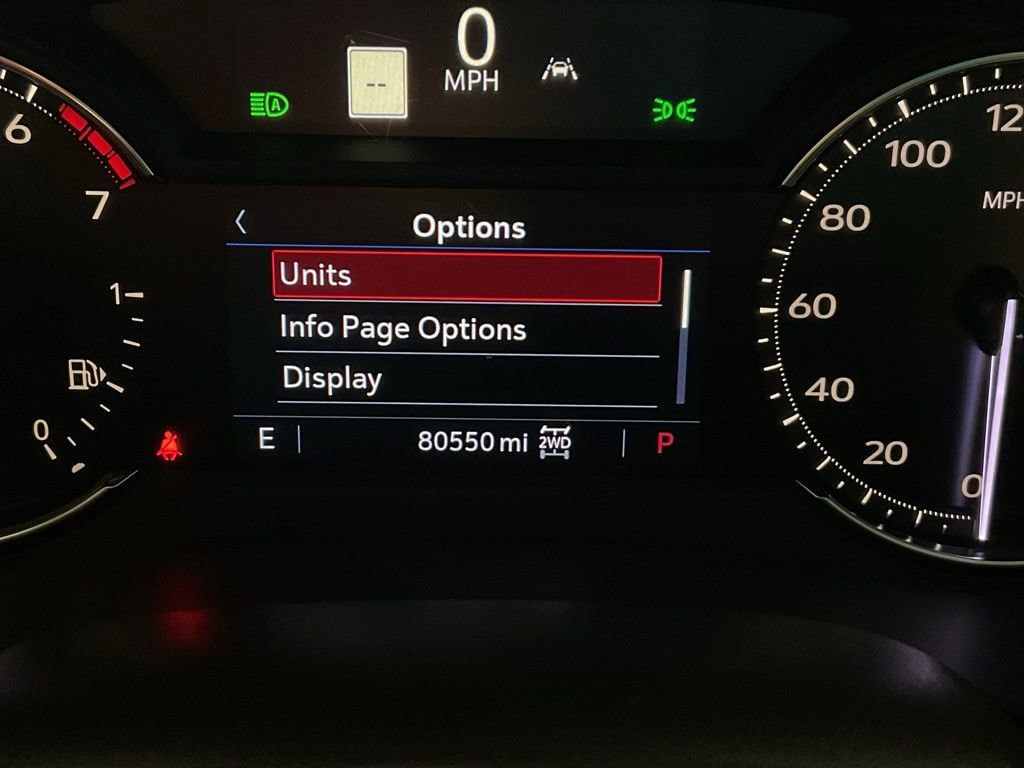 0
MPH
A
--
6
7
1
0
‹ Options
Units
Info Page Options
Display
E
80550 mi 2WD
P
12
100
MPH
80
60
40
20
0